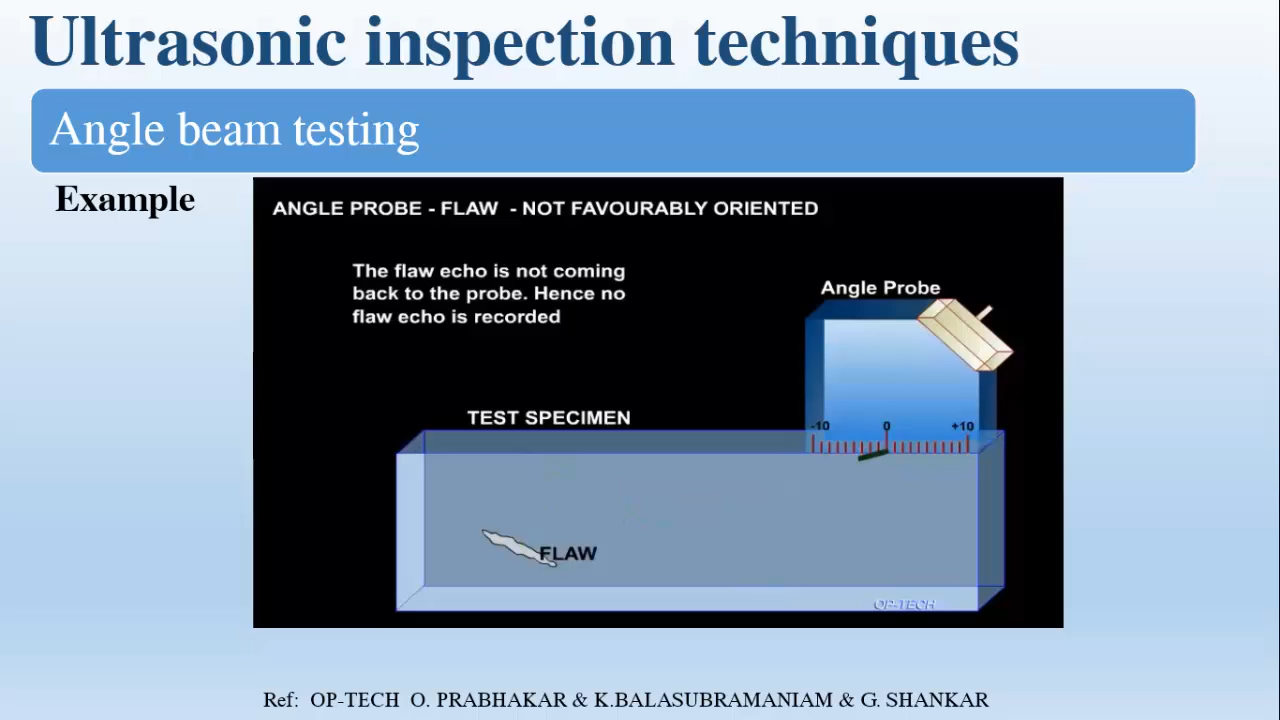 Ultrasonic inspection techniques
Angle beam testing
Example
ANGLE PROBE - FLAW - NOT FAVOURABLY ORIENTED
The flaw echo is not coming
back to the probe. Hence no
flaw echo is recorded
Angle Probe
TEST SPECIMEN
-10 0 +10
FLAW
OP-TECH
Ref: OP-TECH O. PRABHAKAR & K.BALASUBRAMANIAM & G. SHANKAR